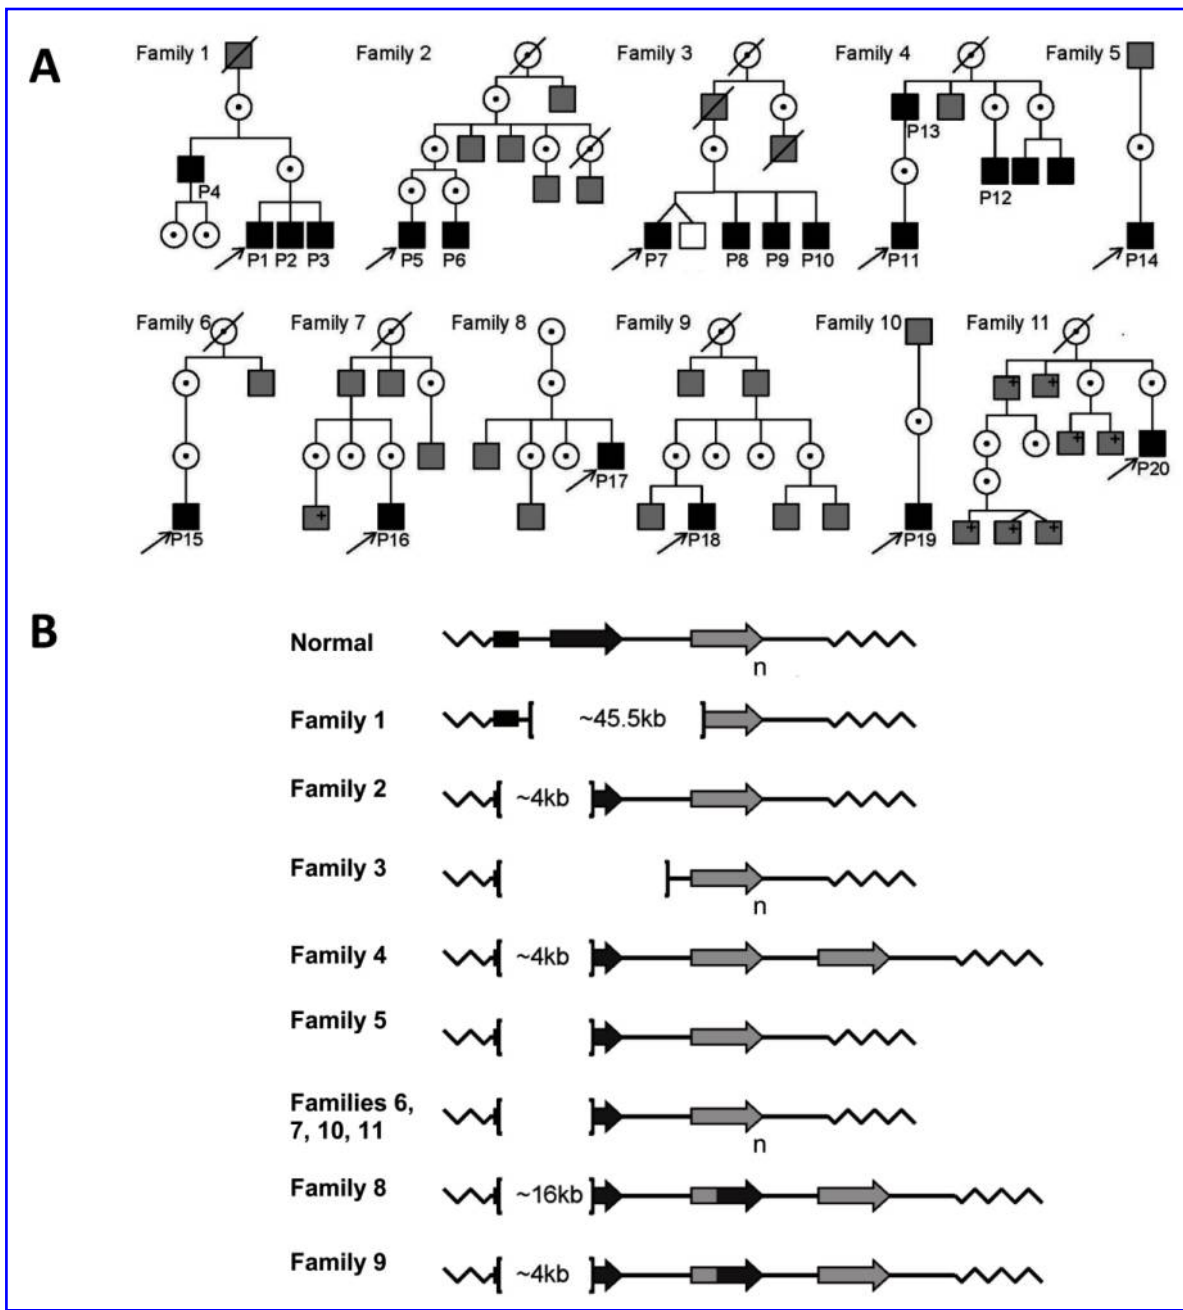 A
Family 1
Family 2
Family 3
Family 4
Family 5
P13
P4
P12
P1 P2 P3
P5 P6
P7 P8 P9 P10
P11
P14
Family 6
Family 7
Family 8
Family 9
Family 10
Family 11
+
+
+
+
P17
P20
+
P15
P16
P18
P19
+
+
+
B
Normal
n
Family 1
~45.5kb
Family 2
~4kb
Family 3
n
Family 4
~4kb
Family 5
Families 6,
7, 10, 11
n
Family 8
~16kb
Family 9
~4kb